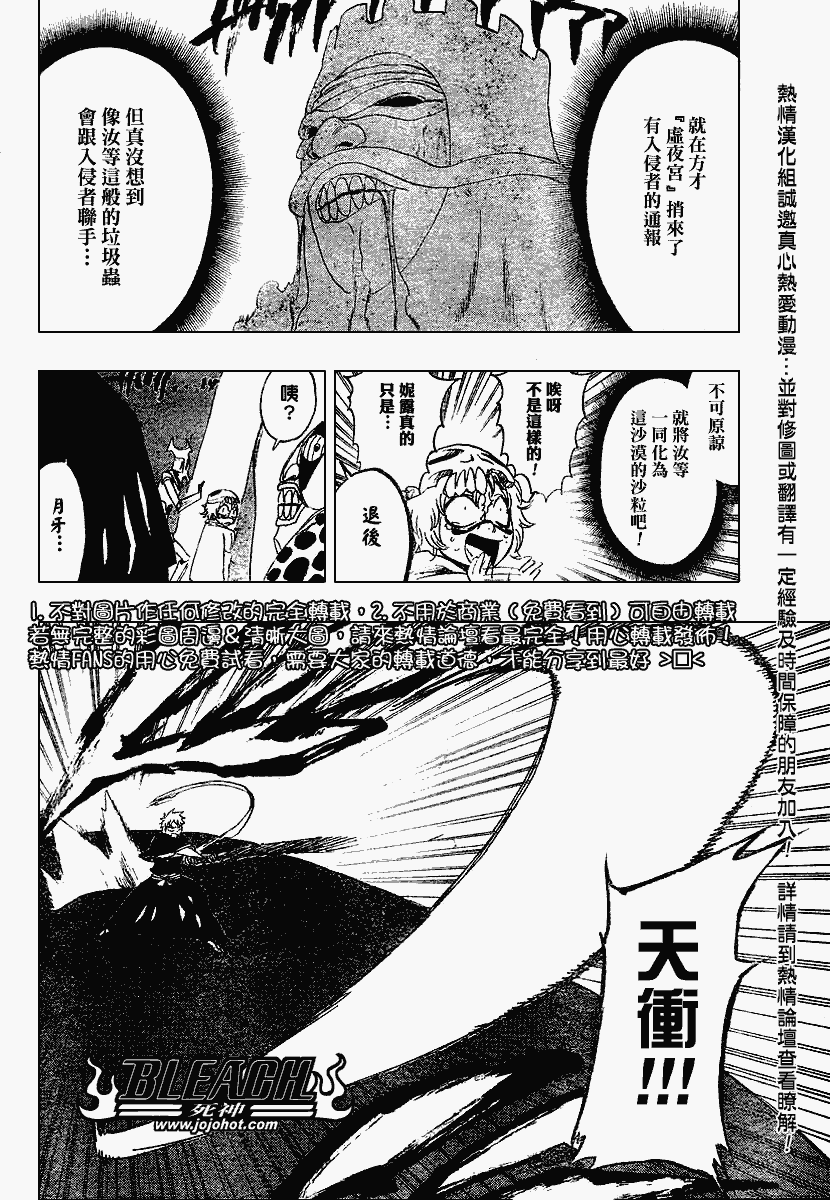 就在方才
『虛夜宮』捎來了
有入侵者的通報
但真沒想到
像汝等這般的垃圾蟲
會跟入侵者聯手…
不可原諒
就將汝等
一同化為
這沙漠的沙粒吧！
唉呀
不是這樣的！
妮露真的
只是…
退後
咦？
月牙…
1.不對圖片作任何修改的完全轉載，2.不用於商業（免費看到）可自由轉載
若無完整的彩圖周邊&清晰大圖，請來熱情論壇看最完全！用心轉載發佈！
熱情FANS的用心免費試看，需要大家的轉載道德，才能分享到最好 >□<
天衝!!!
BLEACH
死神
www.jojohot.com
熱情漢化組誠邀真心熱愛動漫…並對修圖或翻譯有一定經驗及時間保障的朋友加入！ 詳情請到熱情論壇查看瞭解！